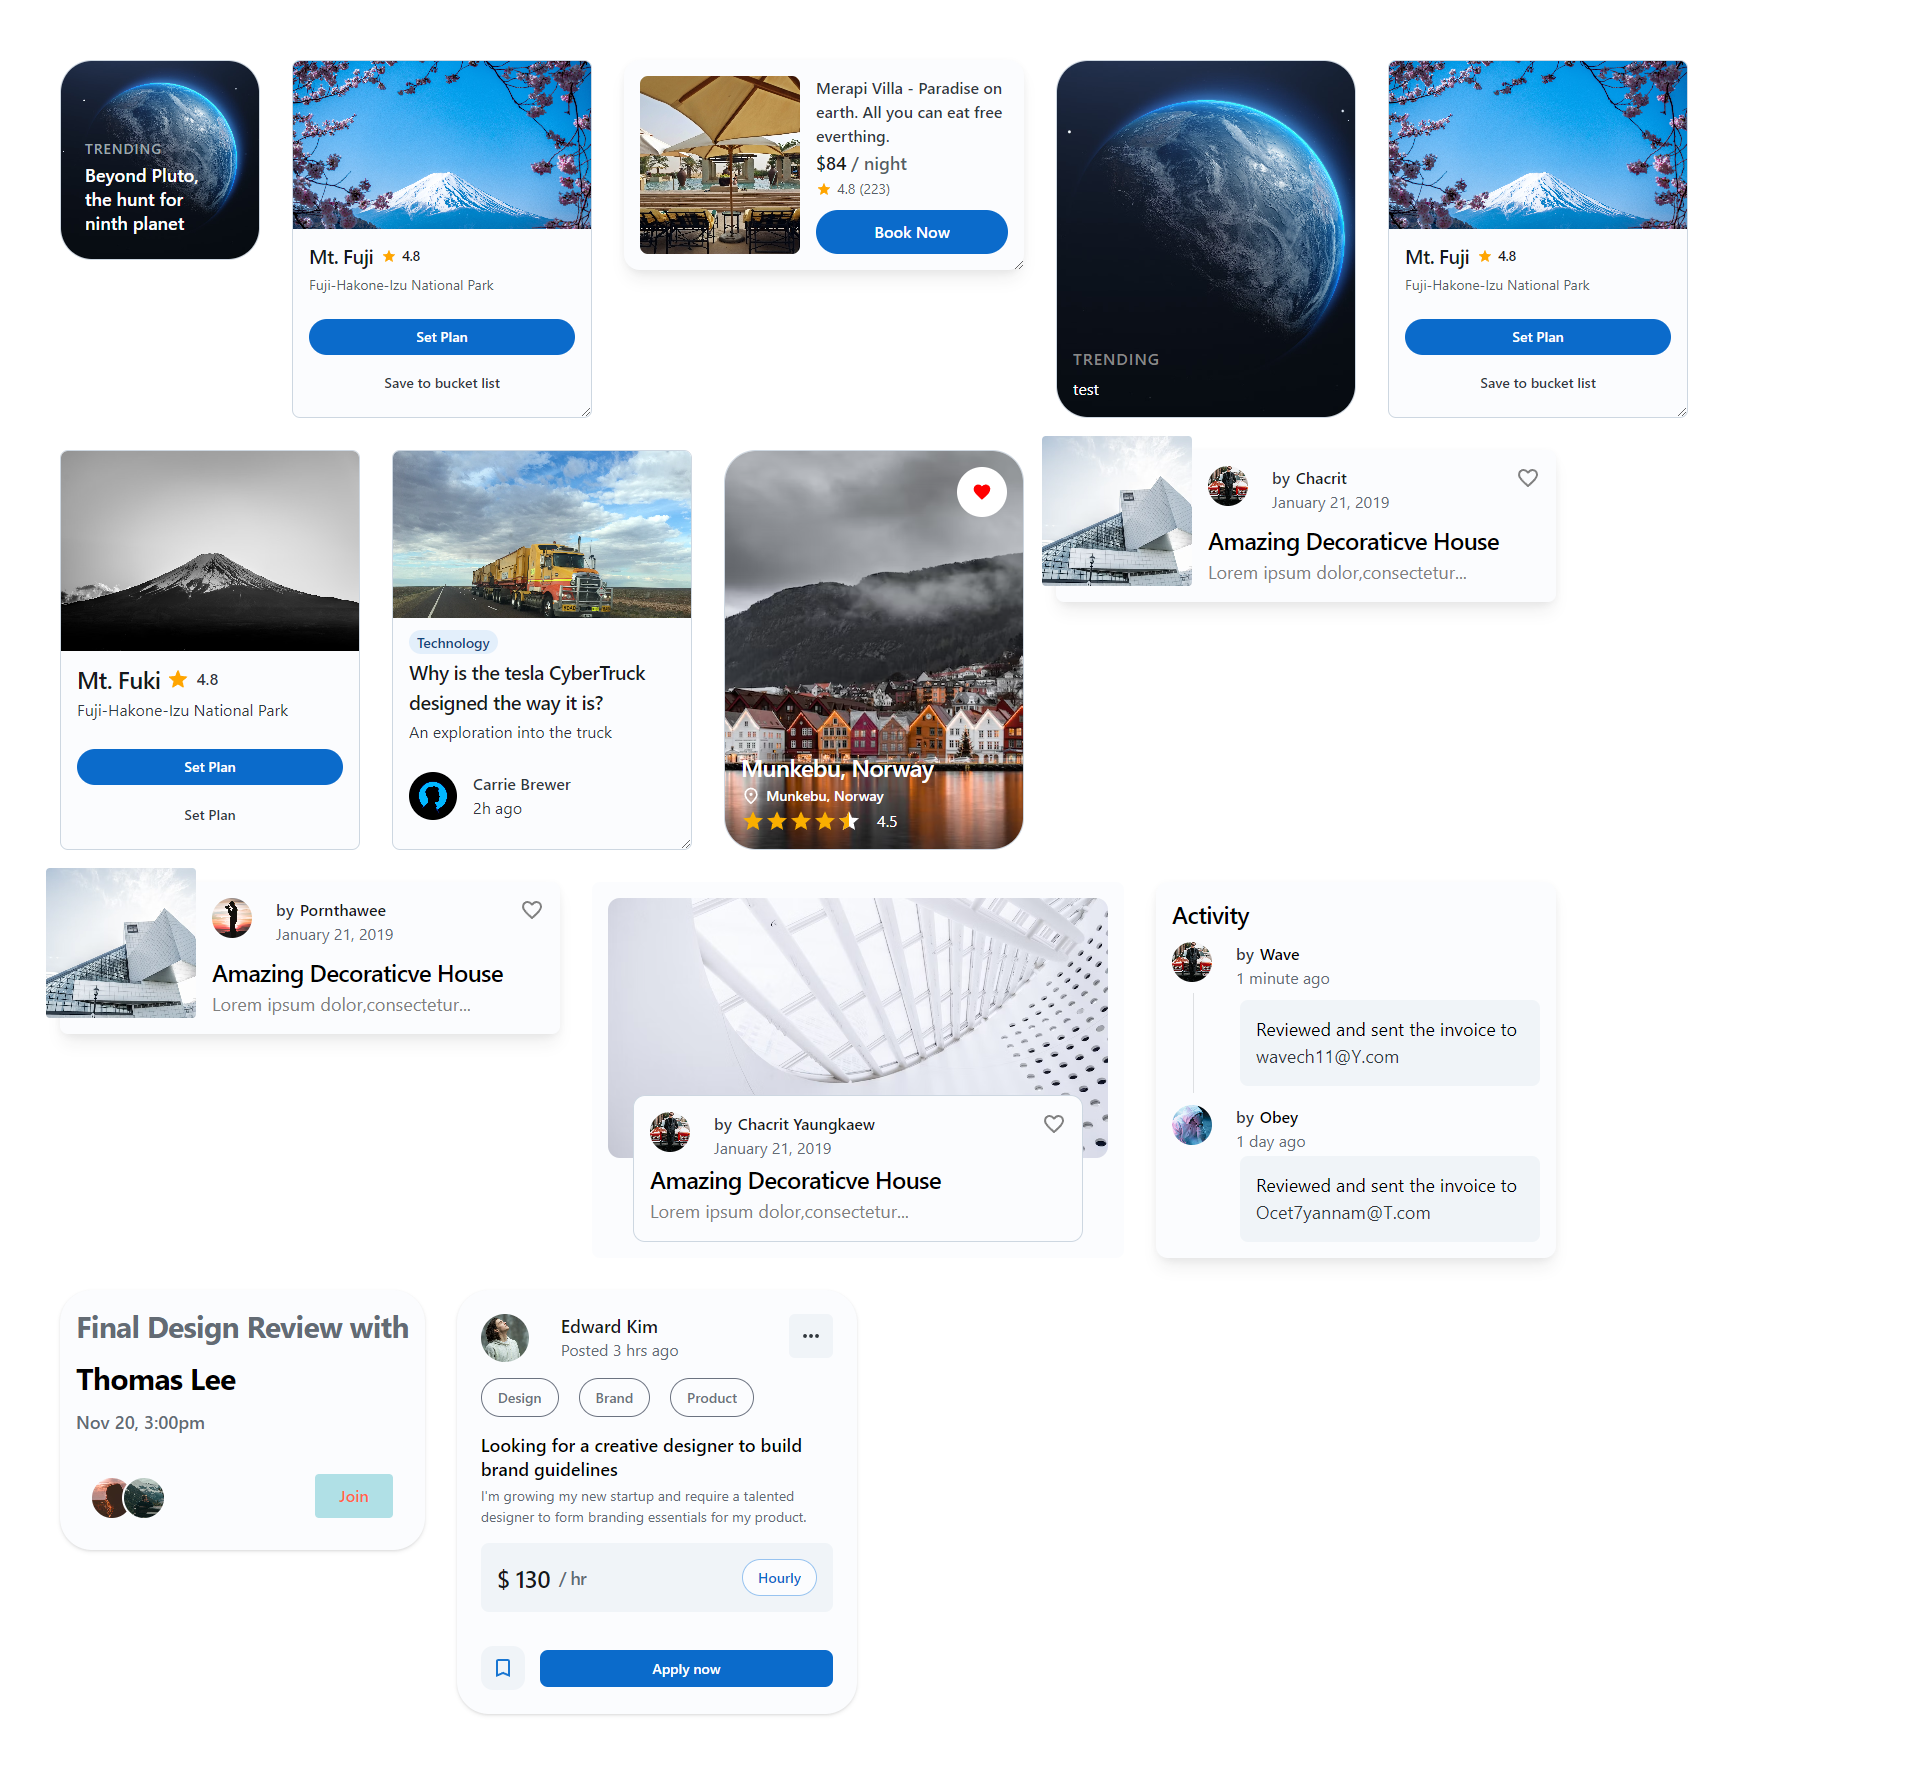 TRENDING
Beyond Pluto,
the hunt for
ninth planet
Mt. Fuji 4.8
Fuji-Hakone-Izu National Park
Set Plan
Save to bucket list
Merapi Villa - Paradise on
earth. All you can eat free
everthing.
$84 / night
4.8 (223)
Book Now
TRENDING
test
Mt. Fuji 4.8
Fuji-Hakone-Izu National Park
Set Plan
Save to bucket list
Mt. Fuki 4.8
Fuji-Hakone-Izu National Park
Set Plan
Set Plan
Technology
Why is the tesla CyberTruck
designed the way it is?
An exploration into the truck
Carrie Brewer
2h ago
Munkebu, Norway
Munkebu, Norway
4.5
by Chacrit
January 21, 2019
Amazing Decoraticve House
Lorem ipsum dolor,consectetur...
by Pornthawee
January 21, 2019
Amazing Decoraticve House
Lorem ipsum dolor,consectetur...
by Chacrit Yaungkaew
January 21, 2019
Amazing Decoraticve House
Lorem ipsum dolor,consectetur...
Activity
by Wave
1 minute ago
Reviewed and sent the invoice to
wavech11@Y.com
by Obey
1 day ago
Reviewed and sent the invoice to
Ocet7yannam@T.com
Final Design Review with
Thomas Lee
Nov 20, 3:00pm
Join
Edward Kim
Posted 3 hrs ago
Design Brand Product
Looking for a creative designer to build
brand guidelines
I'm growing my new startup and require a talented
designer to form branding essentials for my product.
$ 130 / hr
Hourly
Apply now